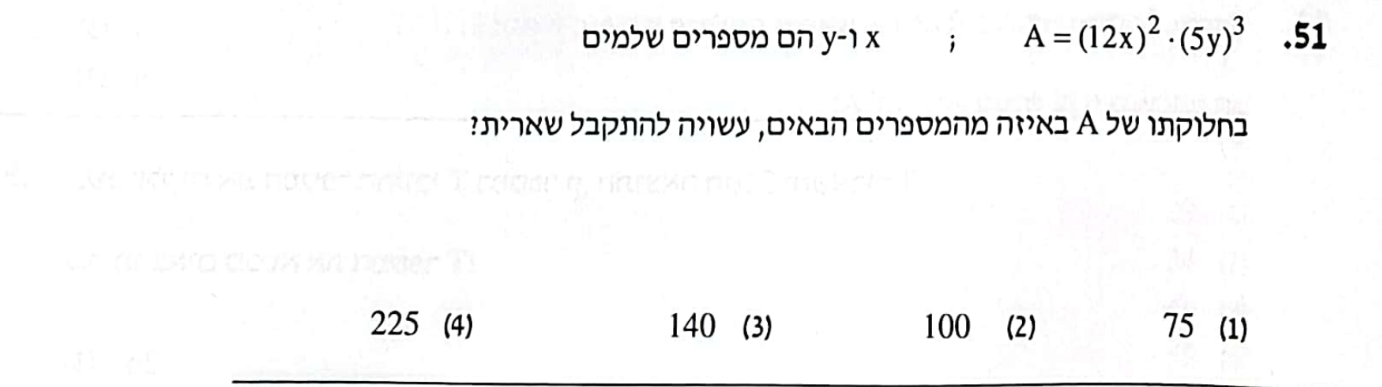 .51 A = (12x)² · (5y)³ ; x ו-y הם מספרים שלמים
בחלוקתו של A באיזה מהמספרים הבאים, עשויה להתקבל שארית?
(1) 75 (2) 100 (3) 140 (4) 225